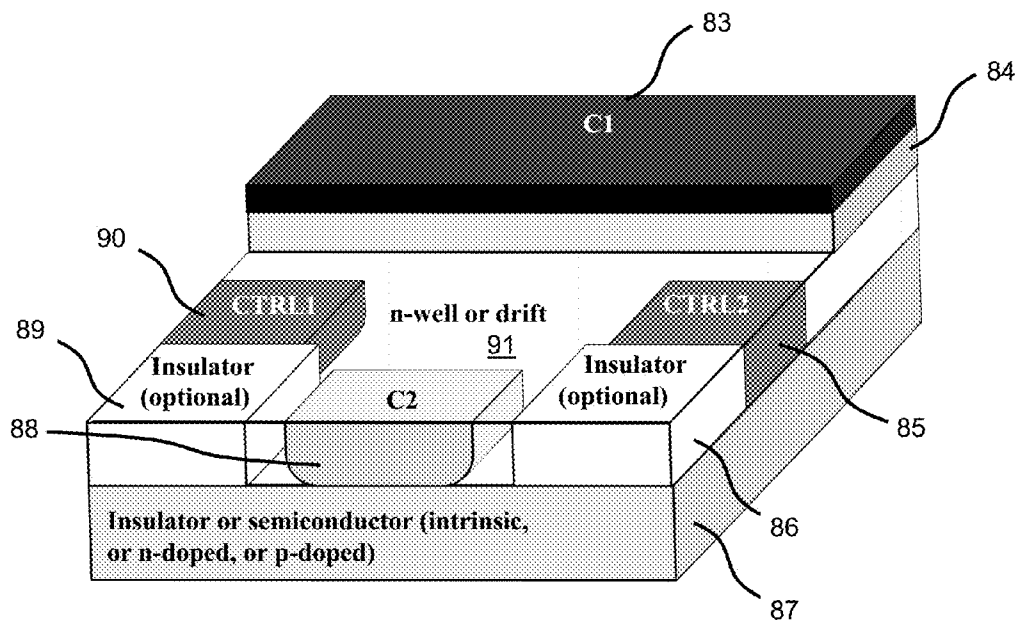 83
84
C1
90
CTRL1
CTRL2
n-well or drift
91
89
Insulator
(optional)
Insulator
(optional)
C2
88
85
86
Insulator or semiconductor (intrinsic,
or n-doped, or p-doped)
87